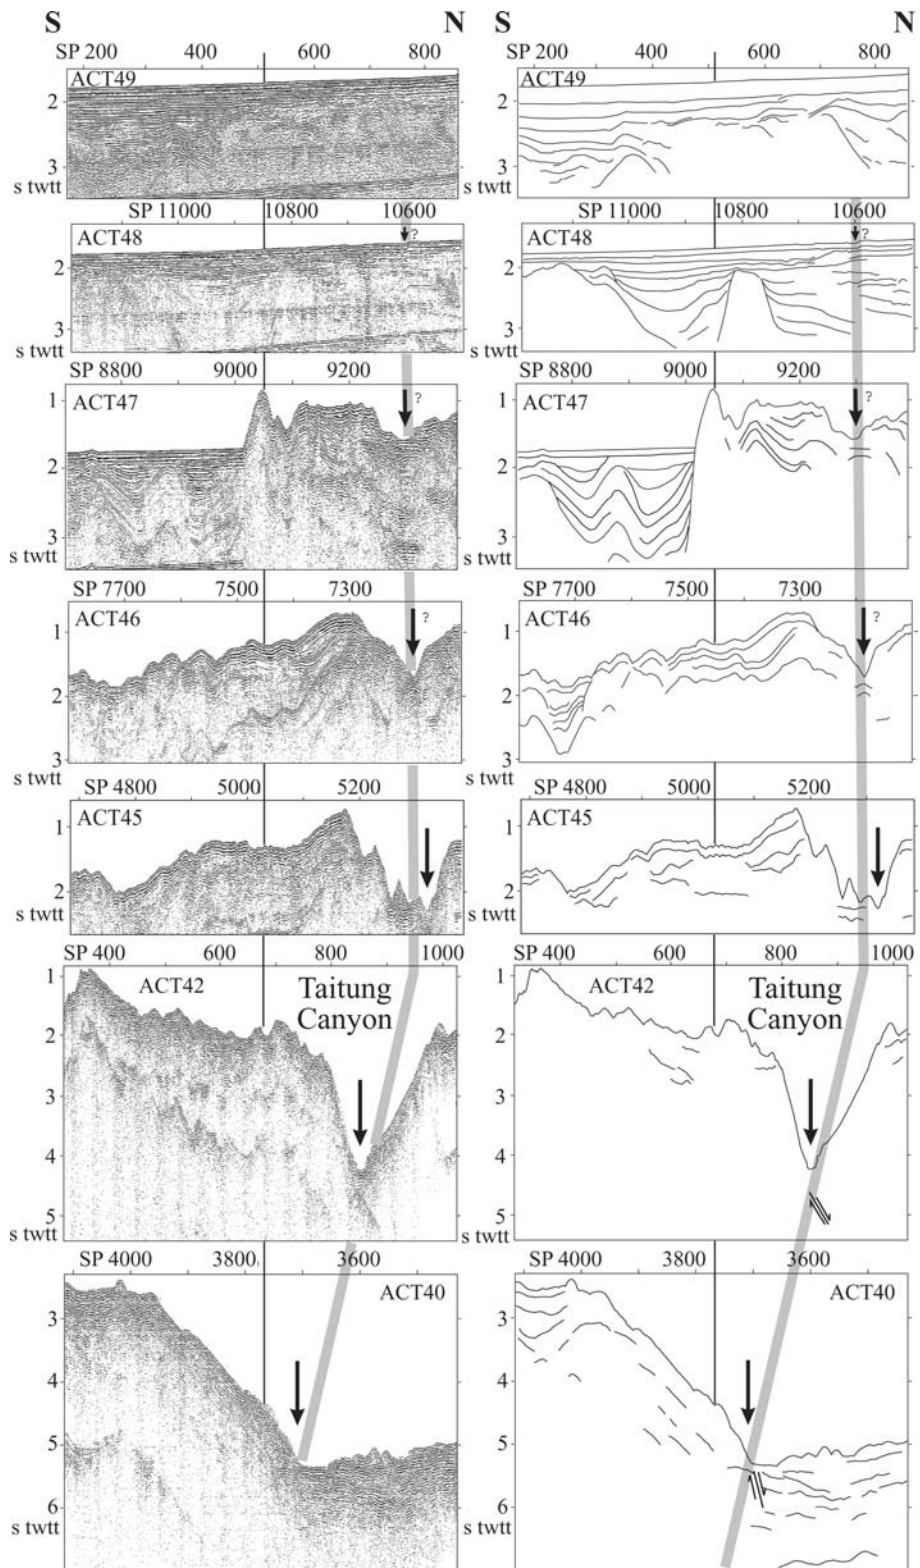 S N S N
SP 200 400 600 800 SP 200 400 600 800
ACT49 ACT49
2 2
3 3
s twtt s twtt
SP 11000 10800 10600 SP 11000 10800 10600
ACT48 ? ACT48 ?
2 2
3 3
s twtt s twtt
SP 8800 9000 9200 SP 8800 9000 9200
1 1
ACT47 ? ACT47 ?
2 2
3 3
s twtt s twtt
SP 7700 7500 7300 SP 7700 7500 7300
ACT46 ? ACT46 ?
1 1
2 2
3 3
s twtt s twtt
SP 4800 5000 5200 SP 4800 5000 5200
1 ACT45 1 ACT45
2 2
s twtt s twtt
SP 400 600 800 1000 SP 400 600 800 1000
1 1
ACT42 Taitung ACT42 Taitung
Canyon Canyon
2 2
3 3
4 4
5 5
s twtt s twtt
SP 4000 3800 3600 SP 4000 3800 3600
ACT40 ACT40
3 3
4 4
5 5
6 6
s twtt s twtt